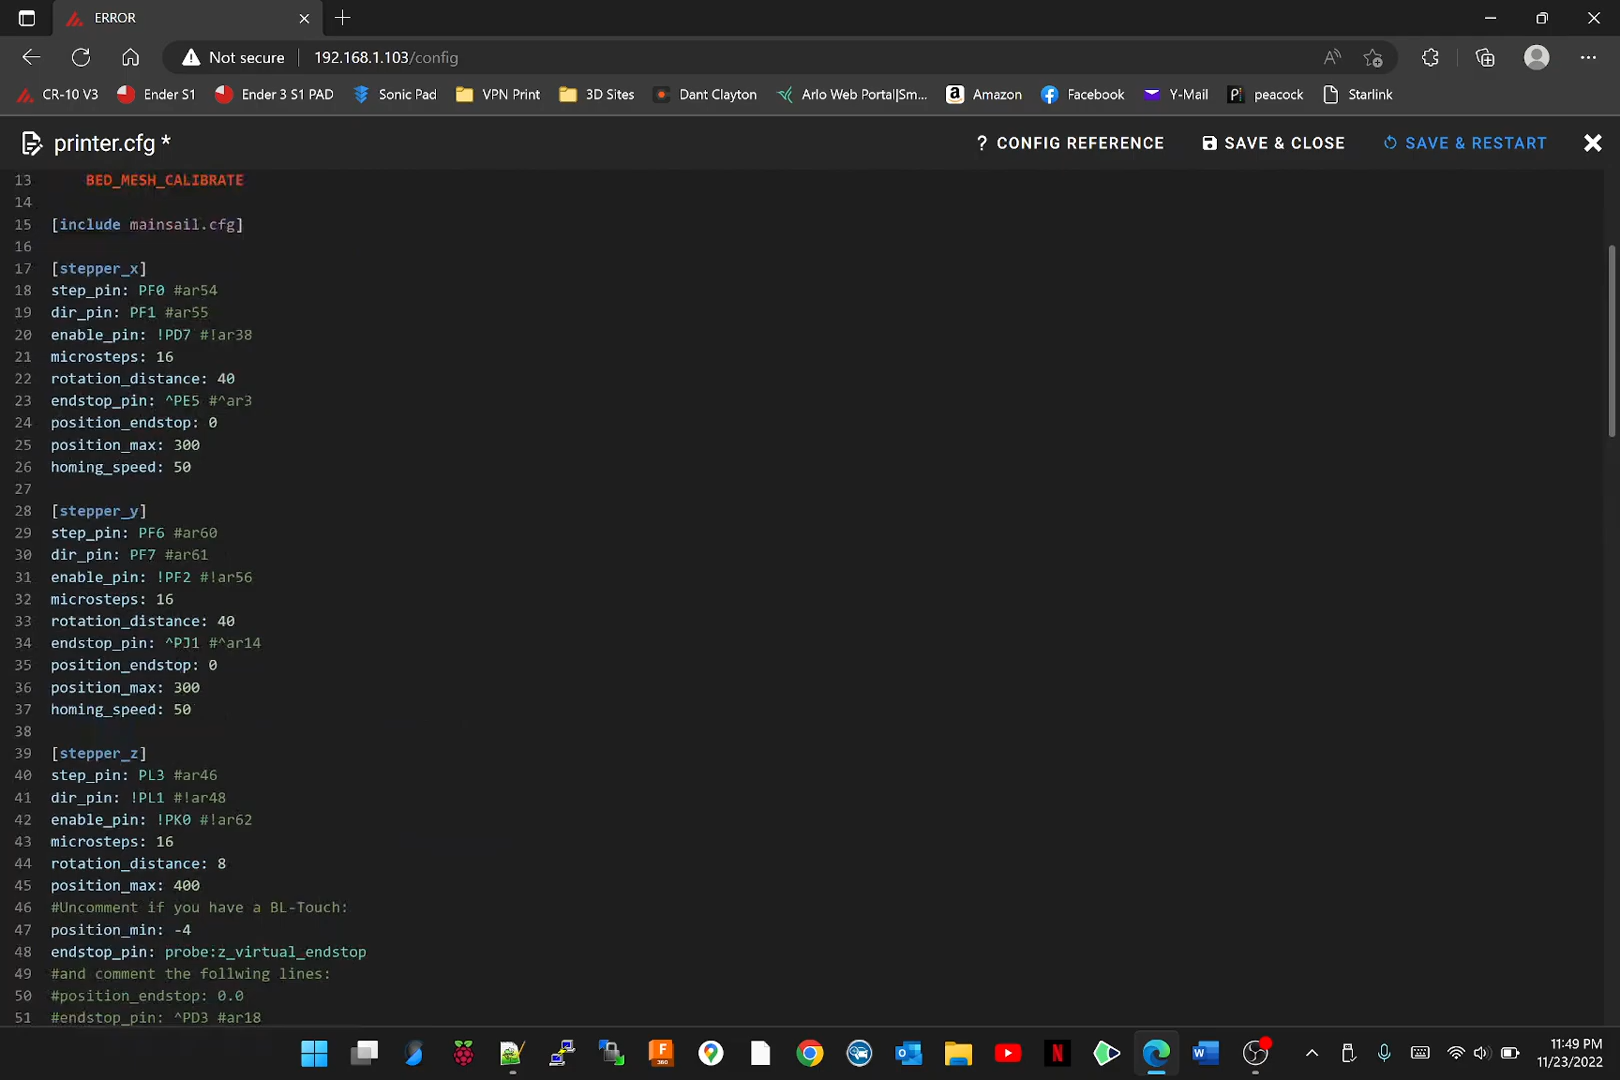 ERROR
Not secure 192.168.1.103/config
CR-10 V3 Ender S1 Ender 3 S1 PAD Sonic Pad VPN Print 3D Sites Dant Clayton Arlo Web Portal|Sm... Amazon Facebook Y-Mail peacock Starlink
printer.cfg * ? CONFIG REFERENCE SAVE & CLOSE SAVE & RESTART
13 BED_MESH_CALIBRATE
14
15 [include mainsail.cfg]
16
17 [stepper_x]
18 step_pin: PF0 #ar54
19 dir_pin: PF1 #ar55
20 enable_pin: !PD7 #!ar38
21 microsteps: 16
22 rotation_distance: 40
23 endstop_pin: ^PE5 #^ar3
24 position_endstop: 0
25 position_max: 300
26 homing_speed: 50
27
28 [stepper_y]
29 step_pin: PF6 #ar60
30 dir_pin: PF7 #ar61
31 enable_pin: !PF2 #!ar56
32 microsteps: 16
33 rotation_distance: 40
34 endstop_pin: ^PJ1 #^ar14
35 position_endstop: 0
36 position_max: 300
37 homing_speed: 50
38
39 [stepper_z]
40 step_pin: PL3 #ar46
41 dir_pin: !PL1 #!ar48
42 enable_pin: !PK0 #!ar62
43 microsteps: 16
44 rotation_distance: 8
45 position_max: 400
46 #Uncomment if you have a BL-Touch:
47 position_min: -4
48 endstop_pin: probe:z_virtual_endstop
49 #and comment the follwing lines:
50 #position_endstop: 0.0
51 #endstop_pin: ^PD3 #ar18
11:49 PM
11/23/2022